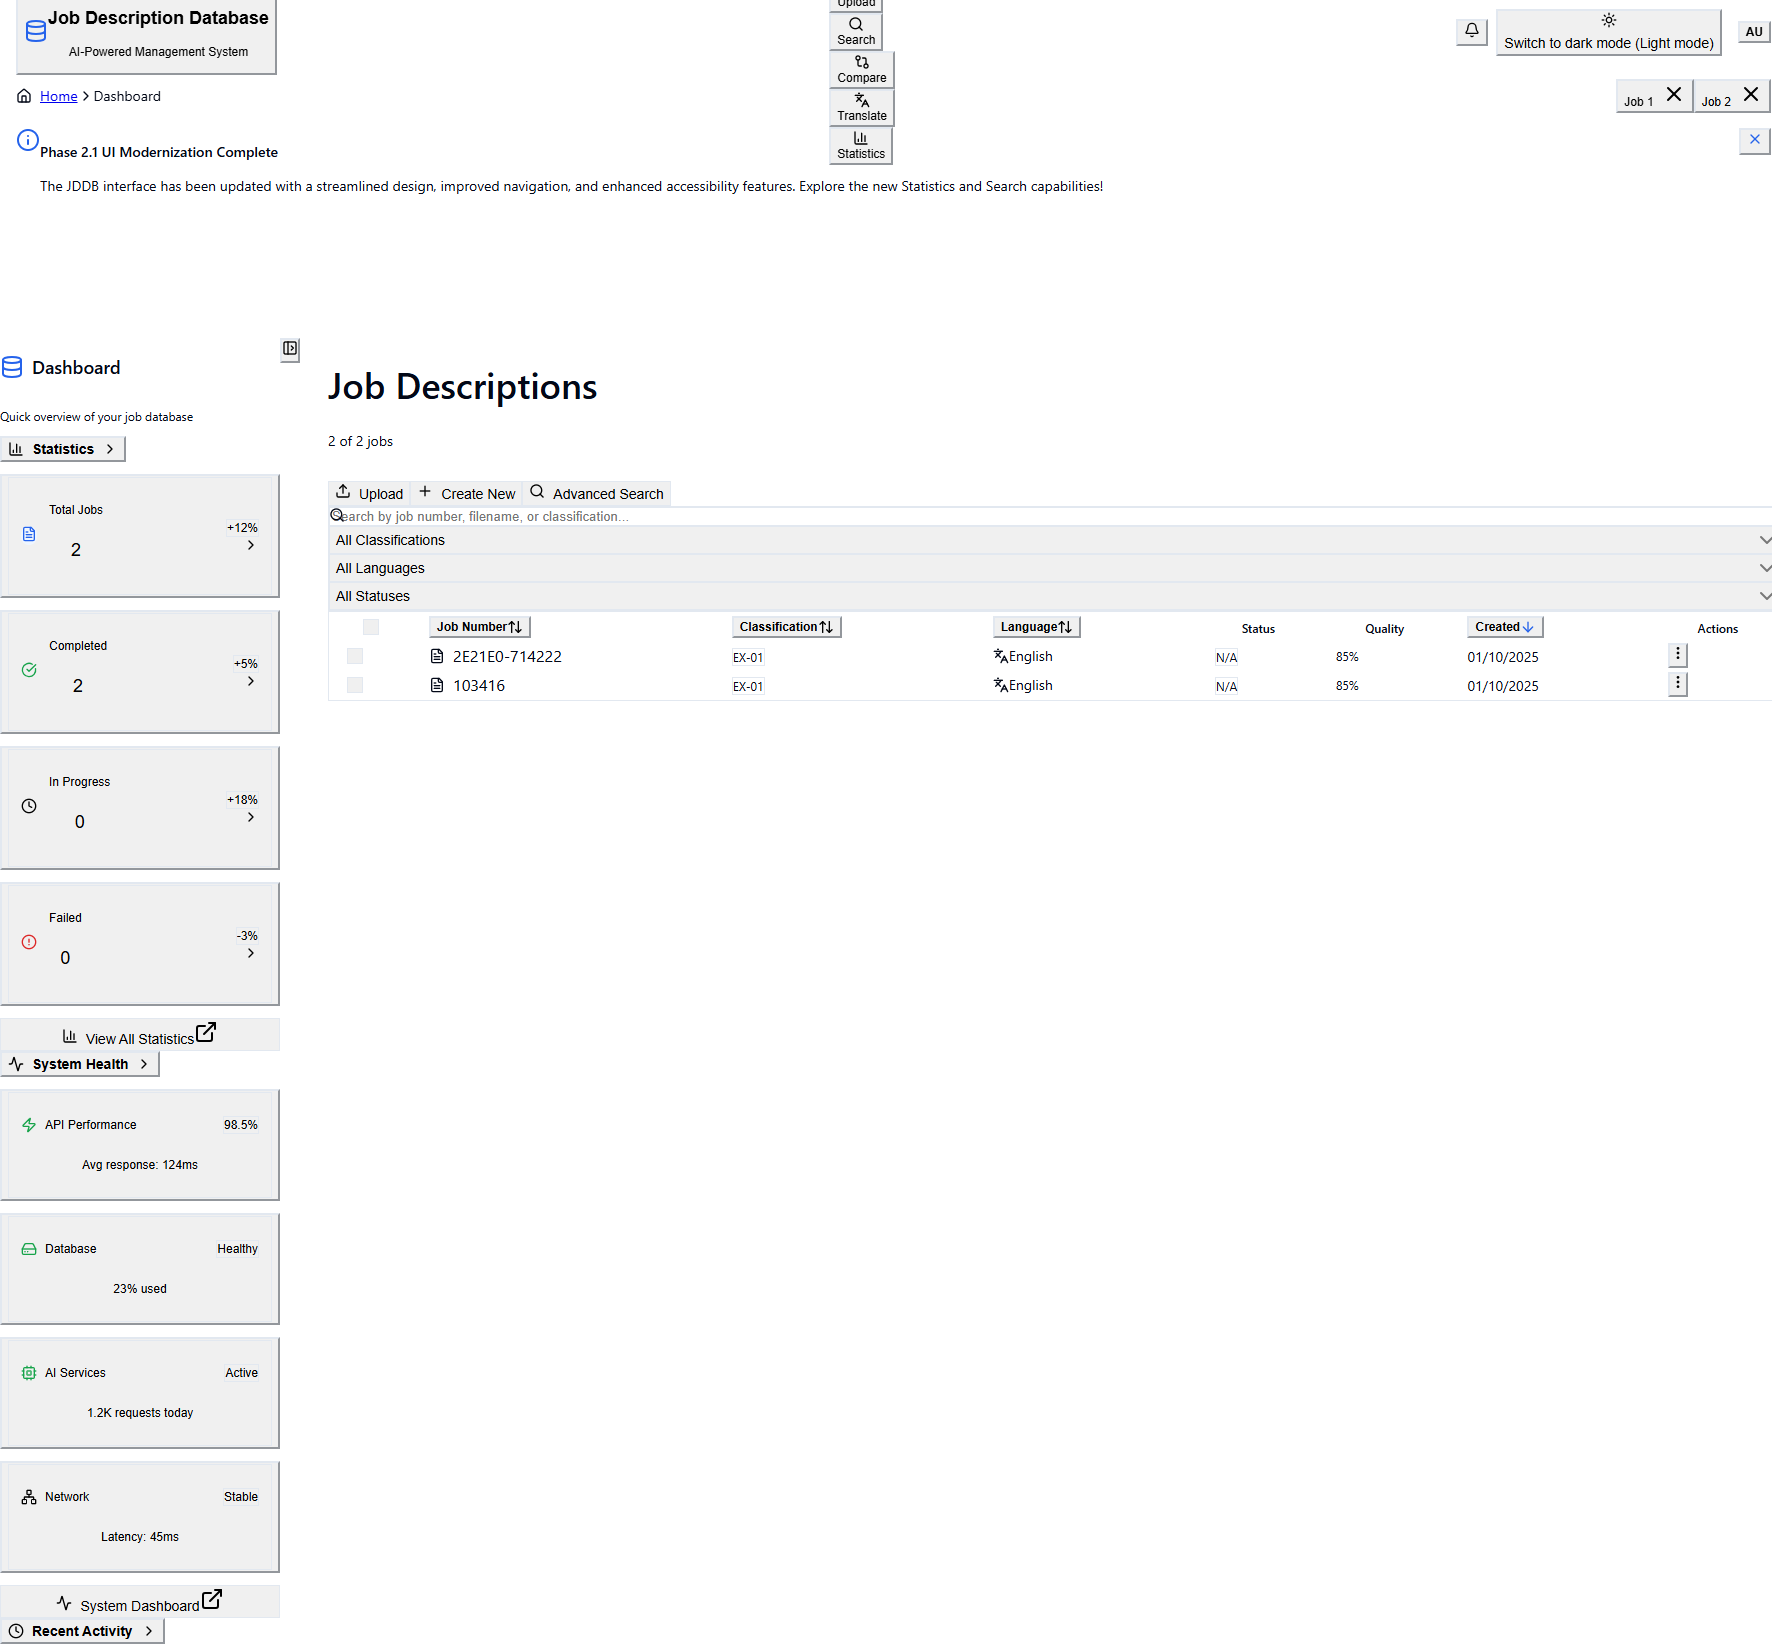 Job Description Database
AI-Powered Management System
Upload
Search
Compare
Translate
Statistics
Switch to dark mode (Light mode)
AU
Home
Dashboard
Job 1
Job 2
Phase 2.1 UI Modernization Complete
The JDDB interface has been updated with a streamlined design, improved navigation, and enhanced accessibility features. Explore the new Statistics and Search capabilities!
Dashboard
Quick overview of your job database
Statistics
Total Jobs
2
+12%
Completed
2
+5%
In Progress
0
+18%
Failed
0
-3%
View All Statistics
System Health
API Performance
98.5%
Avg response: 124ms
Database
Healthy
23% used
AI Services
Active
1.2K requests today
Network
Stable
Latency: 45ms
System Dashboard
Recent Activity
Job Descriptions
2 of 2 jobs
Upload
Create New
Advanced Search
Search by job number, filename, or classification...
All Classifications
All Languages
All Statuses
Job Number Classification Language Status Quality Created Actions
2E21E0-714222 EX-01 English N/A 85% 01/10/2025
103416 EX-01 English N/A 85% 01/10/2025